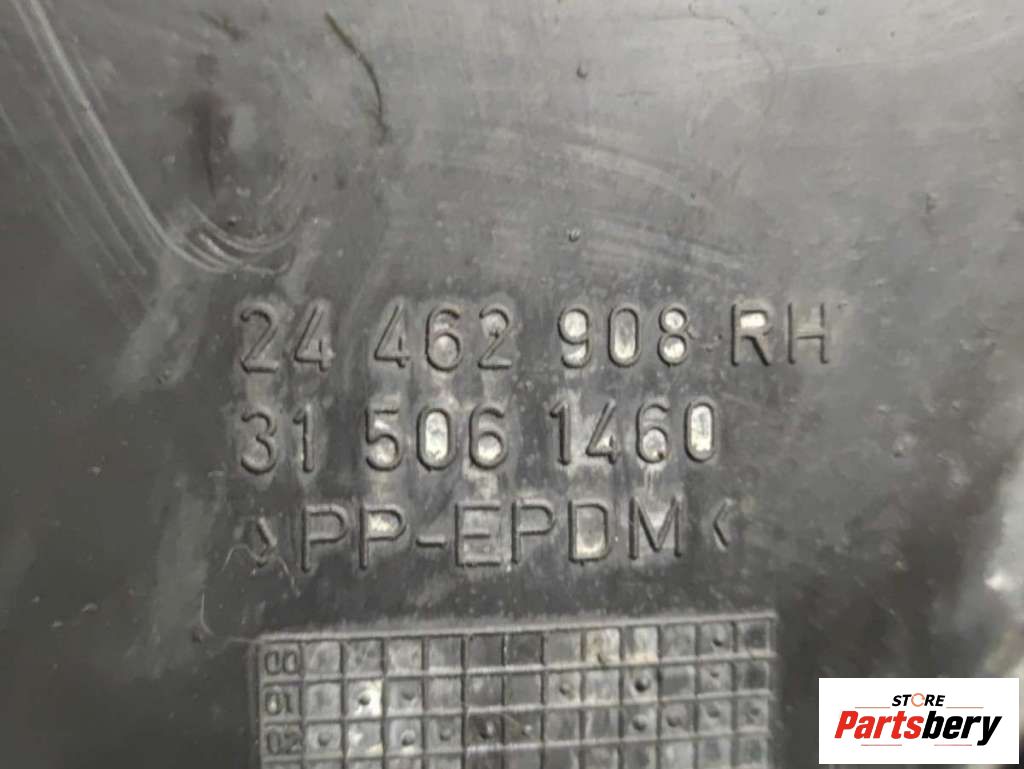 24 462 908 RH
31 506 1460
>PP-EPDM<
00
01
02
STORE
Partsbery